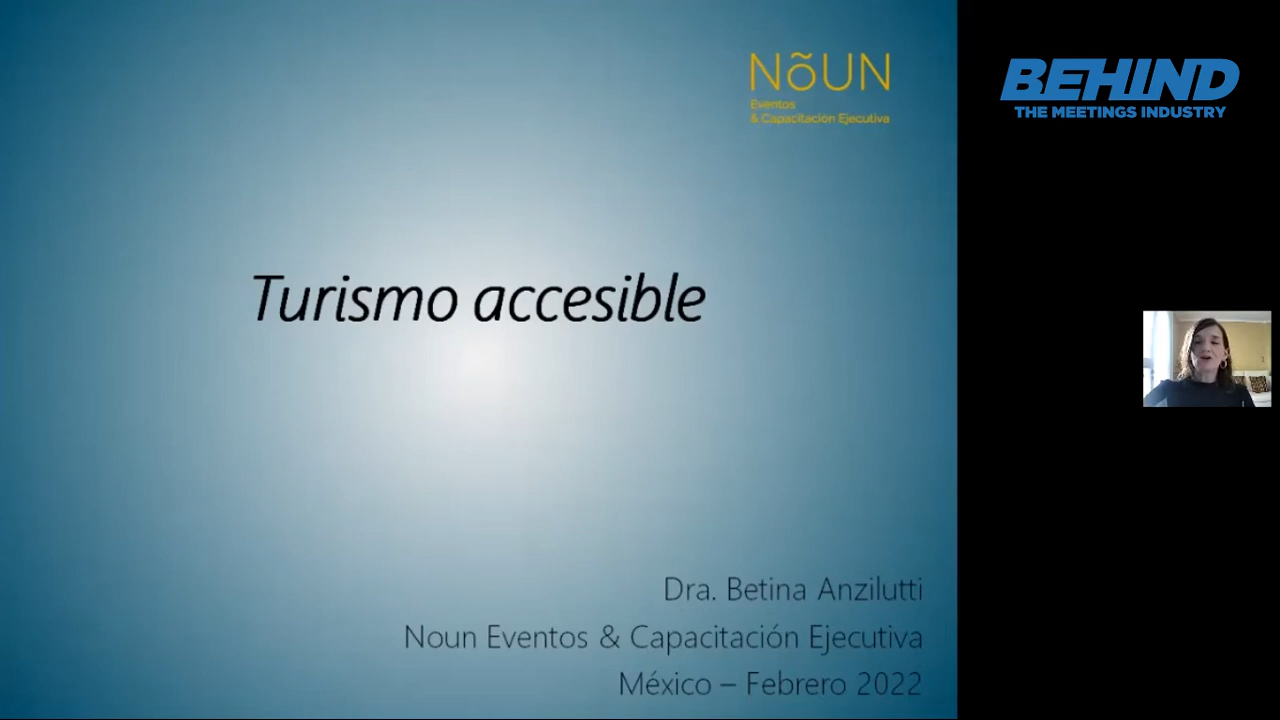 NõUN
Eventos
& Capacitación Ejecutiva
BEHIND
THE MEETINGS INDUSTRY
Turismo accesible
Dra. Betina Anzilutti
Noun Eventos & Capacitación Ejecutiva
México – Febrero 2022